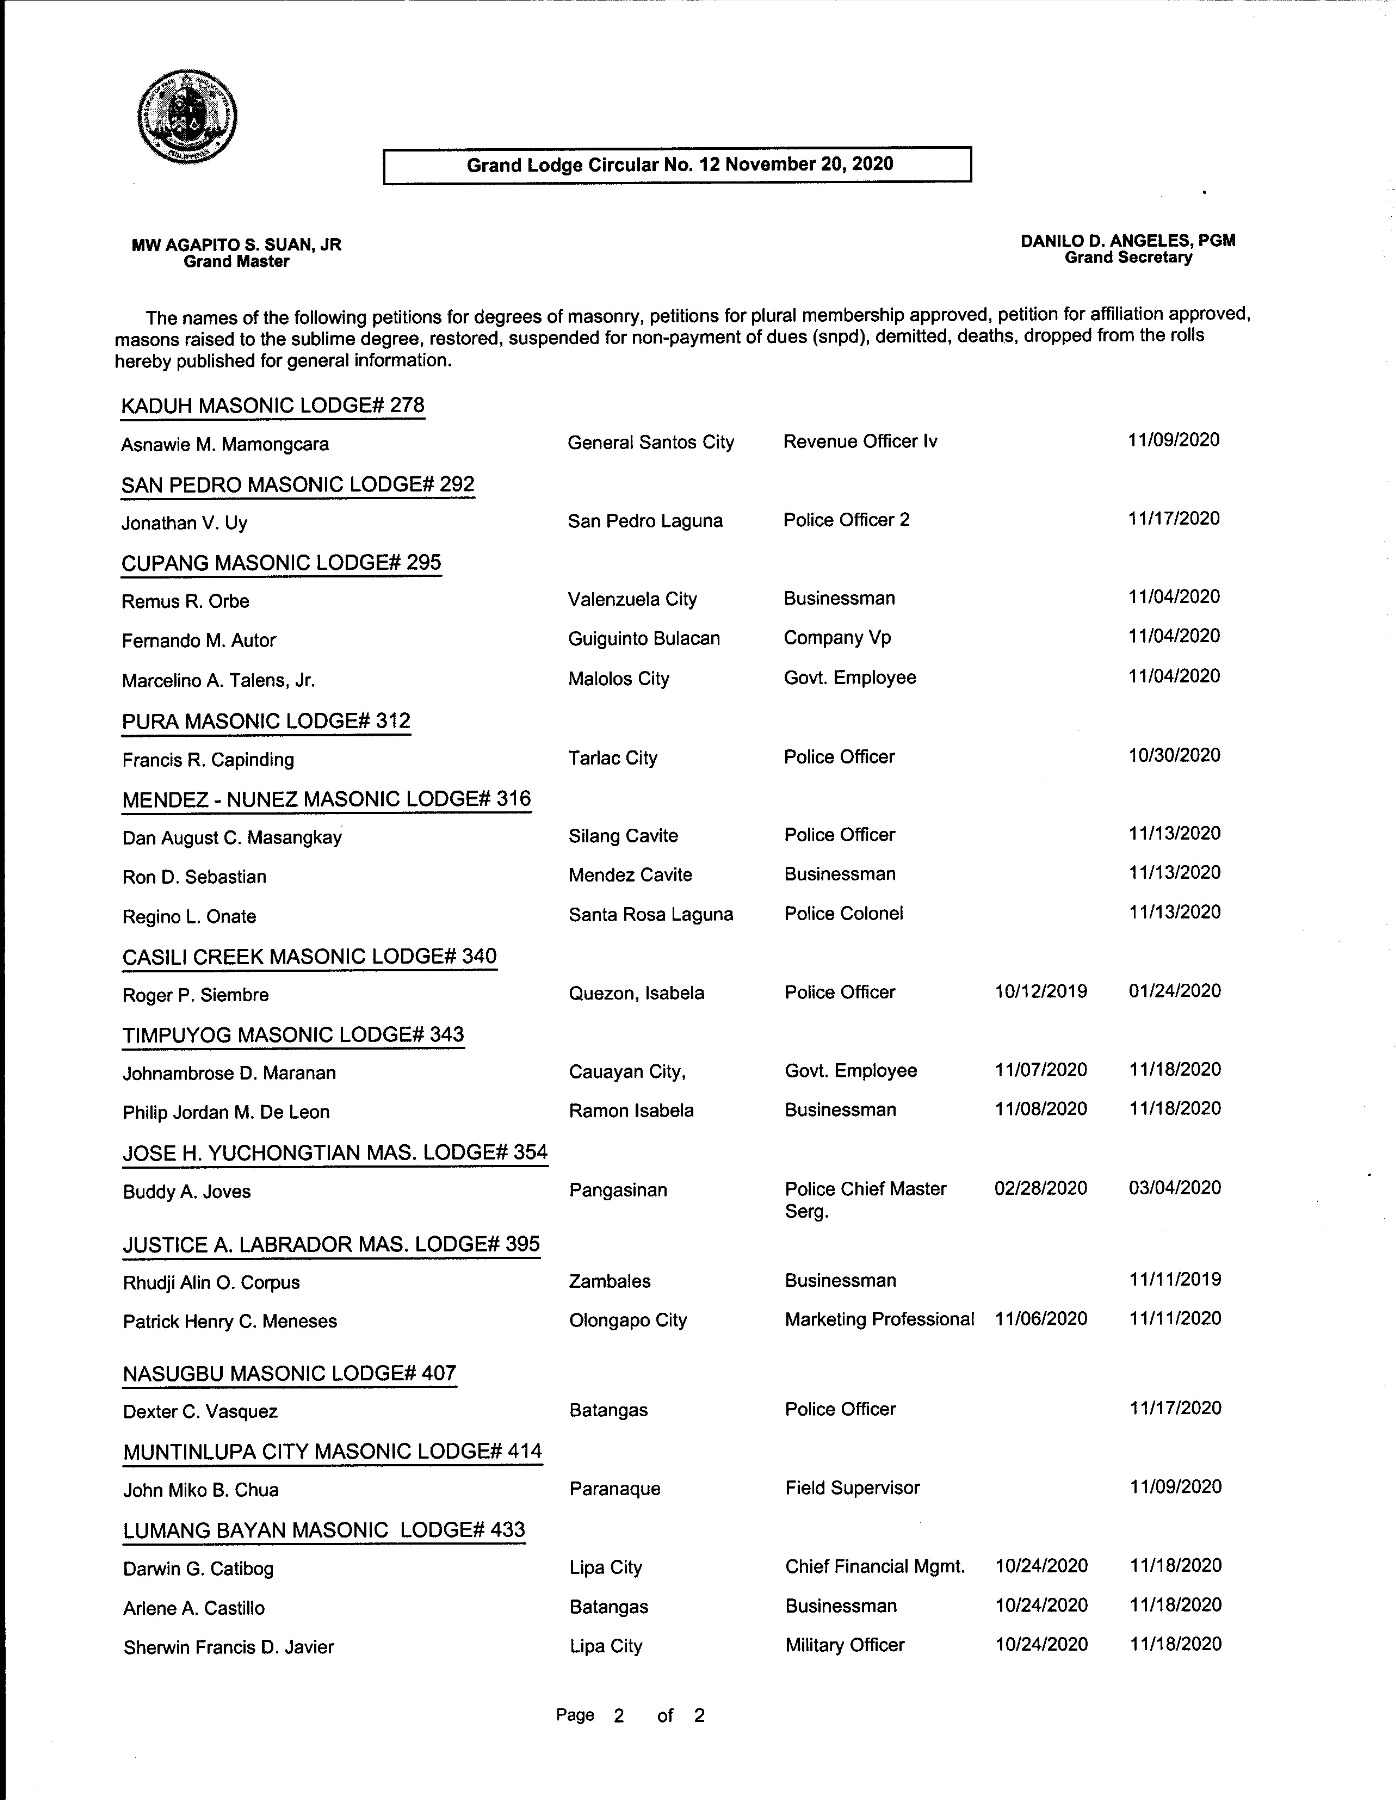 Grand Lodge Circular No. 12 November 20, 2020
MW AGAPITO S. SUAN, JR
Grand Master
DANILO D. ANGELES, PGM
Grand Secretary
The names of the following petitions for degrees of masonry, petitions for plural membership approved, petition for affiliation approved,
masons raised to the sublime degree, restored, suspended for non-payment of dues (snpd), demitted, deaths, dropped from the rolls
hereby published for general information.
KADUH MASONIC LODGE# 278
Asnawie M. Mamongcara General Santos City Revenue Officer Iv 11/09/2020
SAN PEDRO MASONIC LODGE# 292
Jonathan V. Uy San Pedro Laguna Police Officer 2 11/17/2020
CUPANG MASONIC LODGE# 295
Remus R. Orbe Valenzuela City Businessman 11/04/2020
Fernando M. Autor Guiguinto Bulacan Company Vp 11/04/2020
Marcelino A. Talens, Jr. Malolos City Govt. Employee 11/04/2020
PURA MASONIC LODGE# 312
Francis R. Capinding Tarlac City Police Officer 10/30/2020
MENDEZ - NUNEZ MASONIC LODGE# 316
Dan August C. Masangkay Silang Cavite Police Officer 11/13/2020
Ron D. Sebastian Mendez Cavite Businessman 11/13/2020
Regino L. Onate Santa Rosa Laguna Police Colonel 11/13/2020
CASILI CREEK MASONIC LODGE# 340
Roger P. Siembre Quezon, Isabela Police Officer 10/12/2019 01/24/2020
TIMPUYOG MASONIC LODGE# 343
Johnambrose D. Maranan Cauayan City, Govt. Employee 11/07/2020 11/18/2020
Philip Jordan M. De Leon Ramon Isabela Businessman 11/08/2020 11/18/2020
JOSE H. YUCHONGTIAN MAS. LODGE# 354
Buddy A. Joves Pangasinan Police Chief Master 02/28/2020 03/04/2020
Serg.
JUSTICE A. LABRADOR MAS. LODGE# 395
Rhudji Alin O. Corpus Zambales Businessman 11/11/2019
Patrick Henry C. Meneses Olongapo City Marketing Professional 11/06/2020 11/11/2020
NASUGBU MASONIC LODGE# 407
Dexter C. Vasquez Batangas Police Officer 11/17/2020
MUNTINLUPA CITY MASONIC LODGE# 414
John Miko B. Chua Paranaque Field Supervisor 11/09/2020
LUMANG BAYAN MASONIC LODGE# 433
Darwin G. Catibog Lipa City Chief Financial Mgmt. 10/24/2020 11/18/2020
Arlene A. Castillo Batangas Businessman 10/24/2020 11/18/2020
Sherwin Francis D. Javier Lipa City Military Officer 10/24/2020 11/18/2020
Page 2 of 2